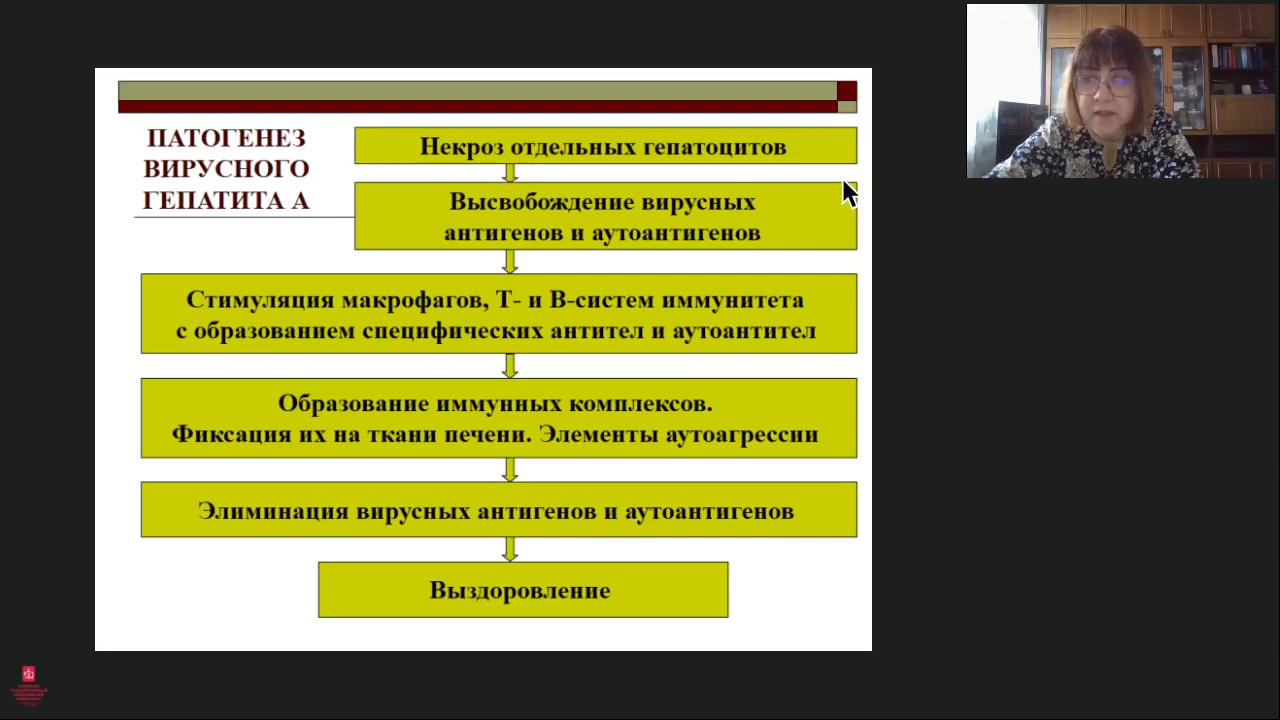 ПАТОГЕНЕЗ
ВИРУСНОГО
ГЕПАТИТА А
Некроз отдельных гепатоцитов
Высвобождение вирусных
антигенов и аутоантигенов
Стимуляция макрофагов, Т- и В-систем иммунитета
с образованием специфических антител и аутоантител
Образование иммунных комплексов.
Фиксация их на ткани печени. Элементы аутоагрессии
Элиминация вирусных антигенов и аутоантигенов
Выздоровление